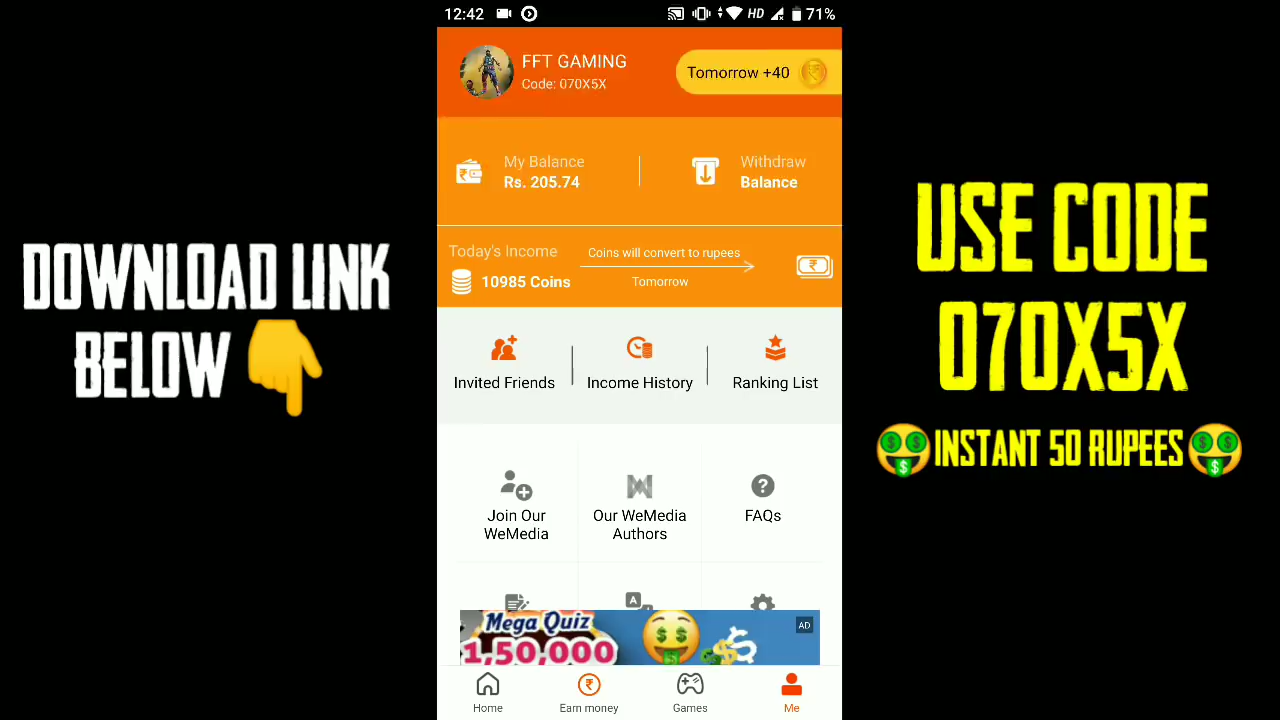 DOWNLOAD LINK
BELOW
12:42
HD
71%
FFT GAMING
Code: 070X5X
Tomorrow +40
My Balance
Rs. 205.74
Withdraw
Balance
Today's Income
10985 Coins
Coins will convert to rupees
Tomorrow
Invited Friends
Income History
Ranking List
Join Our
WeMedia
Our WeMedia
Authors
FAQs
Mega Quiz
1,50,000
AD
Home
Earn money
Games
Me
USE CODE
070X5X
INSTANT 50 RUPEES